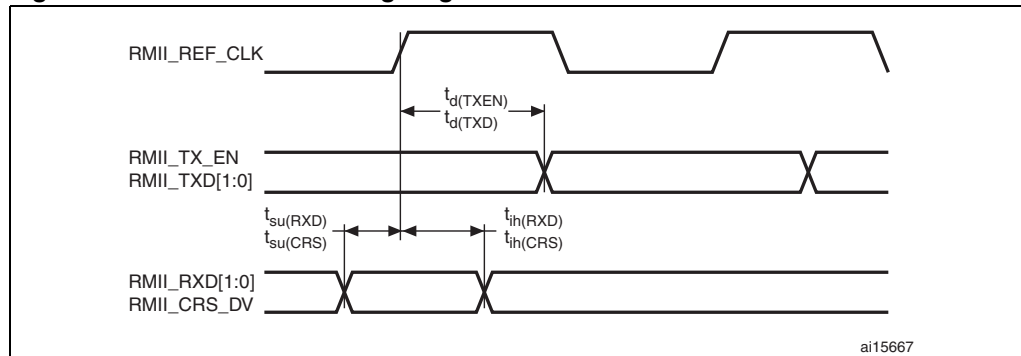 RMII_REF_CLK
td(TXEN)
td(TXD)
RMII_TX_EN
RMII_TXD[1:0]
tsu(RXD)
tsu(CRS)
tih(RXD)
tih(CRS)
RMII_RXD[1:0]
RMII_CRS_DV
ai15667